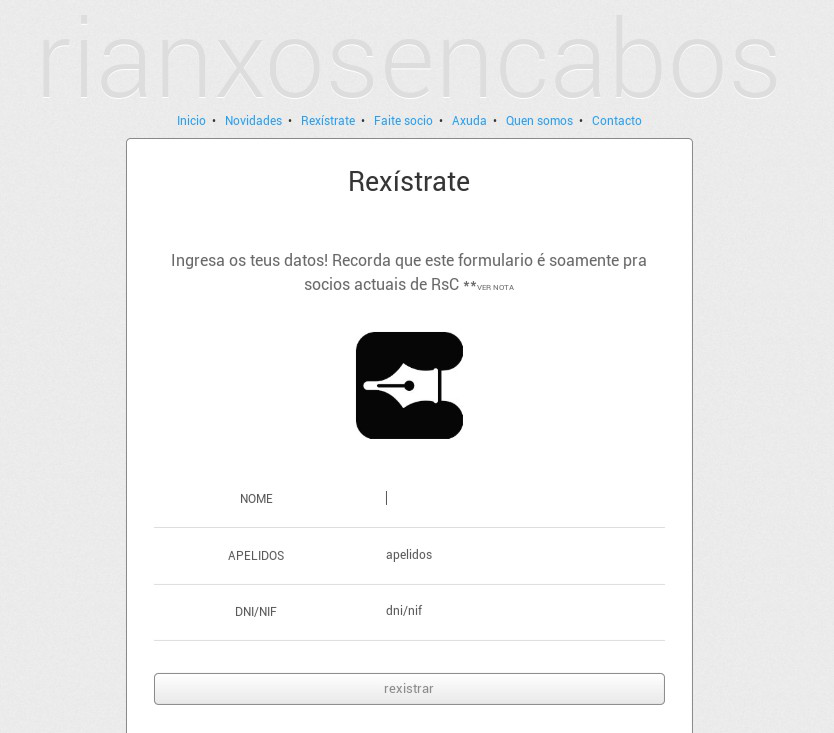 rianxosencabos
Inicio • Novidades • Rexístrate • Faite socio • Axuda • Quen somos • Contacto
Rexístrate
Ingresa os teus datos! Recorda que este formulario é soamente pra
socios actuais de RsC **VER NOTA
NOME
APELIDOS apelidos
DNI/NIF dni/nif
rexistrar